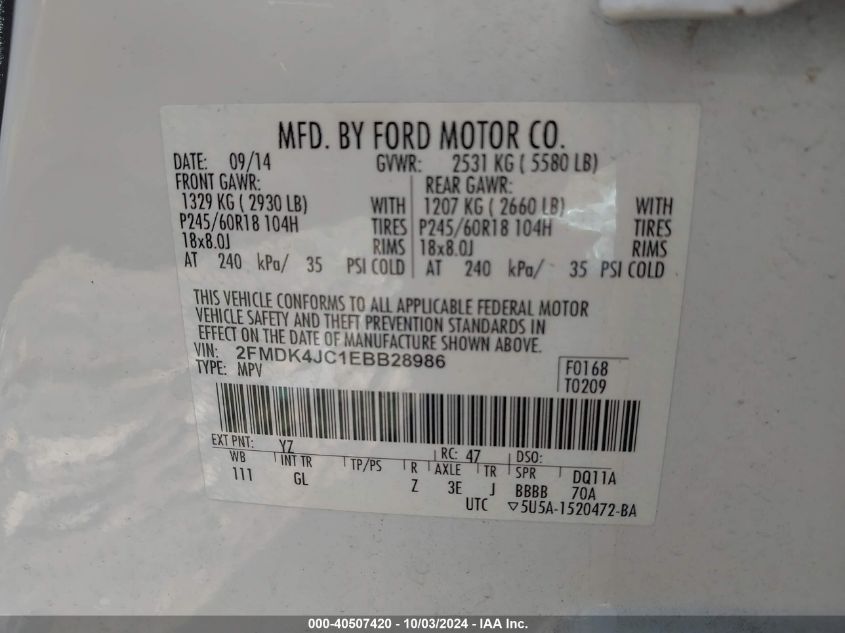 MFD. BY FORD MOTOR CO.
DATE: 09/14 GVWR: 2531 KG ( 5580 LB)
FRONT GAWR: REAR GAWR:
1329 KG ( 2930 LB) WITH 1207 KG ( 2660 LB) WITH
P245/60R18 104H TIRES P245/60R18 104H TIRES
18x8.0J RIMS 18x8.0J RIMS
AT 240 kPa/ 35 PSI COLD AT 240 kPa/ 35 PSI COLD
THIS VEHICLE CONFORMS TO ALL APPLICABLE FEDERAL MOTOR
VEHICLE SAFETY AND THEFT PREVENTION STANDARDS IN
EFFECT ON THE DATE OF MANUFACTURE SHOWN ABOVE.
VIN: 2FMDK4JC1EBB28986
TYPE: MPV
F0168
T0209
EXT PNT: YZ RC: 47 DSO:
WB INT TR TP/PS R AXLE TR SPR DQ11A
111 GL Z 3E J BBBB 70A
UTC ▽5U5A-1520472-BA
000-40507420 - 10/03/2024 - IAA Inc.